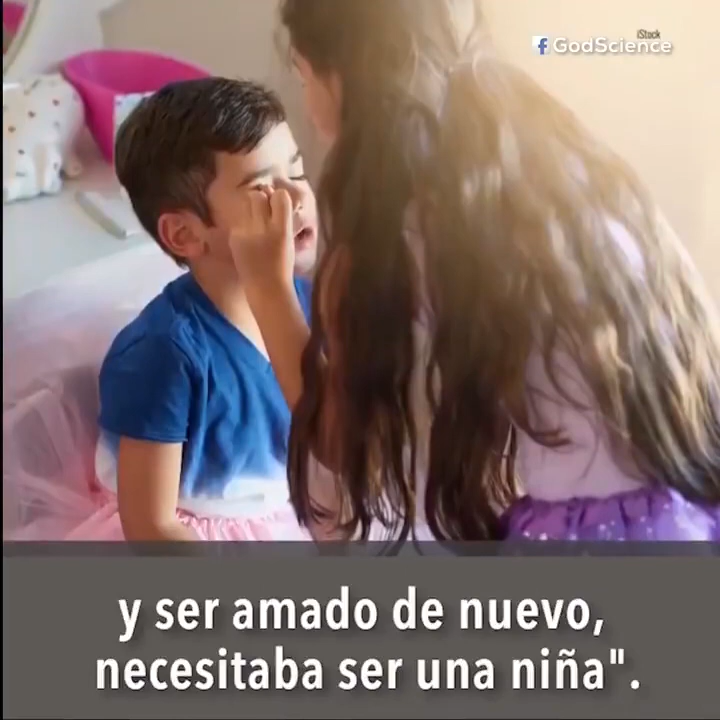 iStock
f GodScience
y ser amado de nuevo,
necesitaba ser una niña".